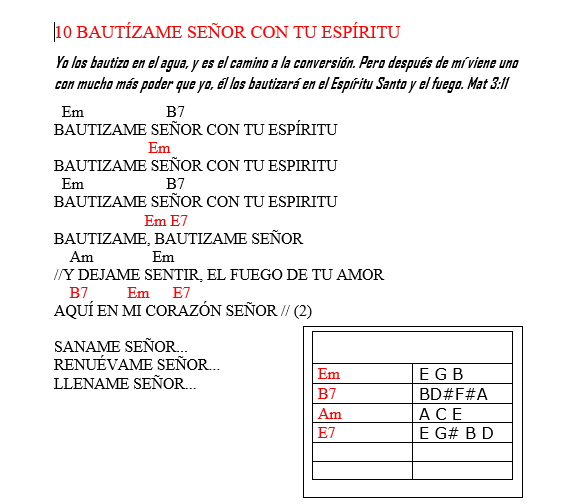 10 BAUTÍZAME SEÑOR CON TU ESPÍRITU
Yo los bautizo en el agua, y es el camino a la conversión. Pero después de mí viene uno
con mucho más poder que yo, él los bautizará en el Espíritu Santo y el fuego. Mat 3:11
Em B7
BAUTIZAME SEÑOR CON TU ESPÍRITU
Em
BAUTIZAME SEÑOR CON TU ESPIRITU
Em B7
BAUTIZAME SEÑOR CON TU ESPIRITU
Em E7
BAUTIZAME, BAUTIZAME SEÑOR
Am Em
//Y DEJAME SENTIR, EL FUEGO DE TU AMOR
B7 Em E7
AQUÍ EN MI CORAZÓN SEÑOR // (2)
SANAME SEÑOR...
RENUÉVAME SEÑOR...
LLENAME SEÑOR...
Em E G B
B7 BD#F#A
Am A C E
E7 E G# B D